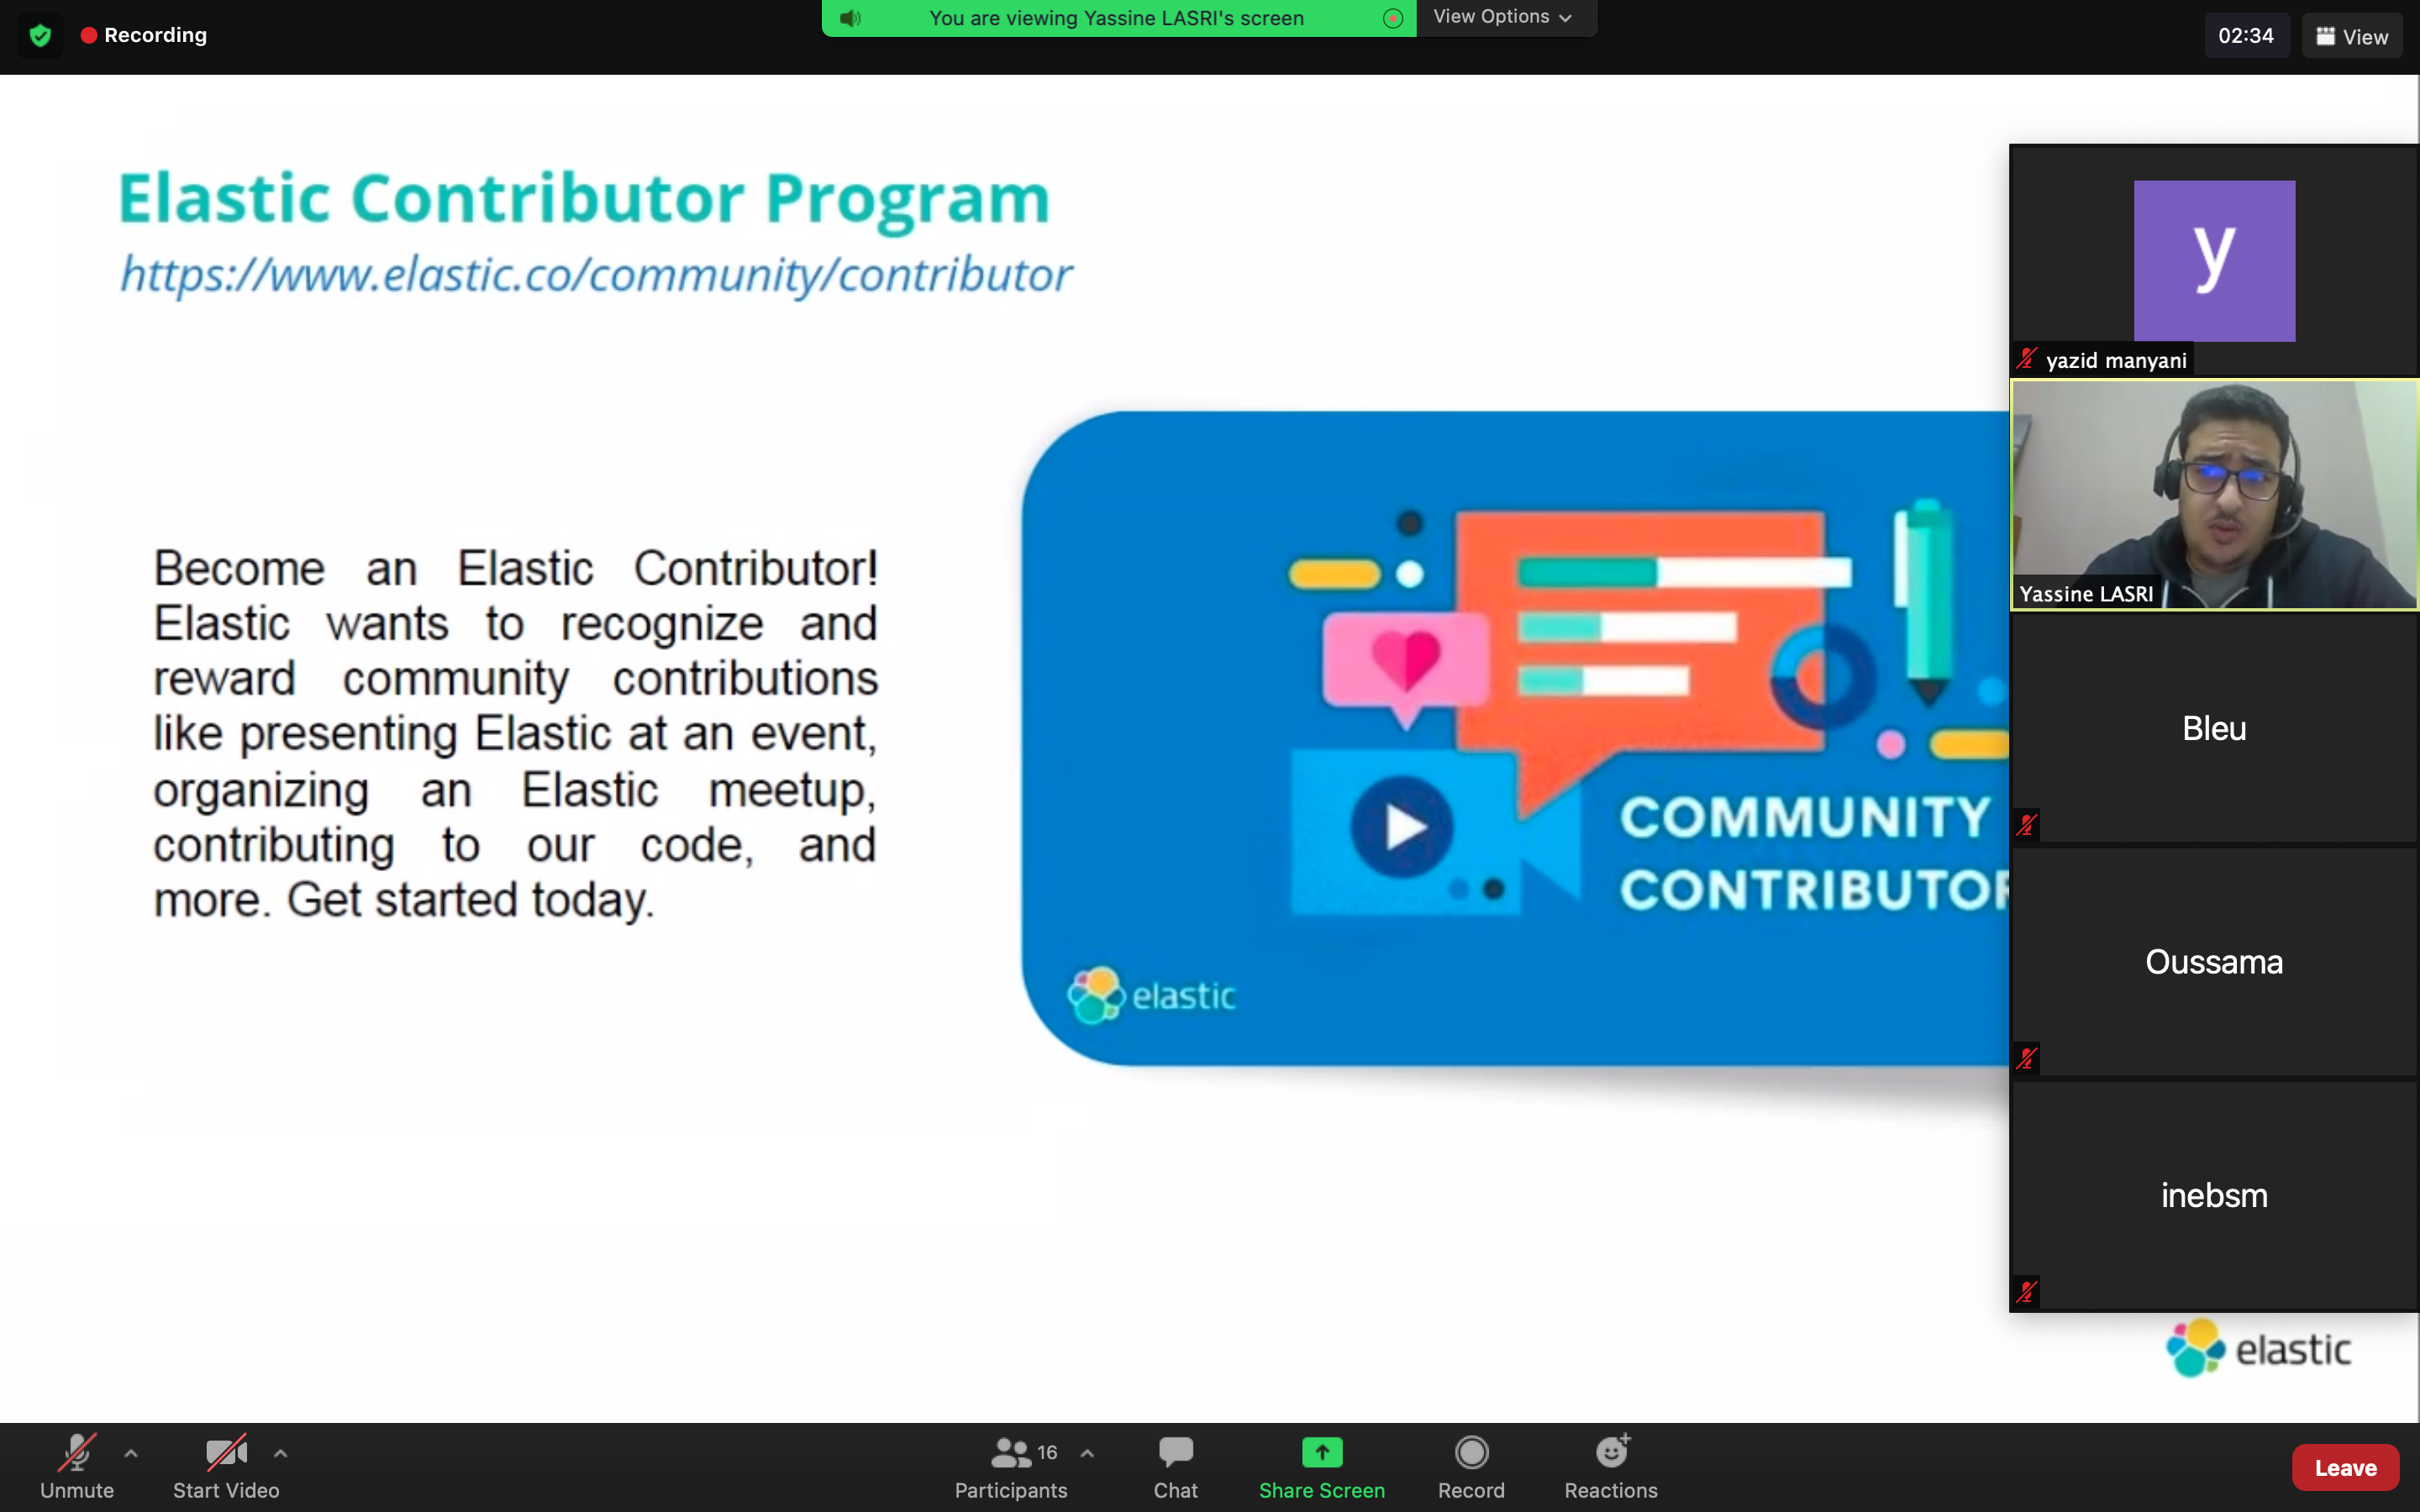 Recording
You are viewing Yassine LASRI's screen
View Options
02:34
View
Elastic Contributor Program
https://www.elastic.co/community/contributor
Become an Elastic Contributor!
Elastic wants to recognize and
reward community contributions
like presenting Elastic at an event,
organizing an Elastic meetup,
contributing to our code, and
more. Get started today.
COMMUNITY
CONTRIBUTOR
elastic
y
yazid manyani
Yassine LASRI
Bleu
Oussama
inebsm
elastic
Unmute
Start Video
16
Participants
Chat
Share Screen
Record
Reactions
Leave